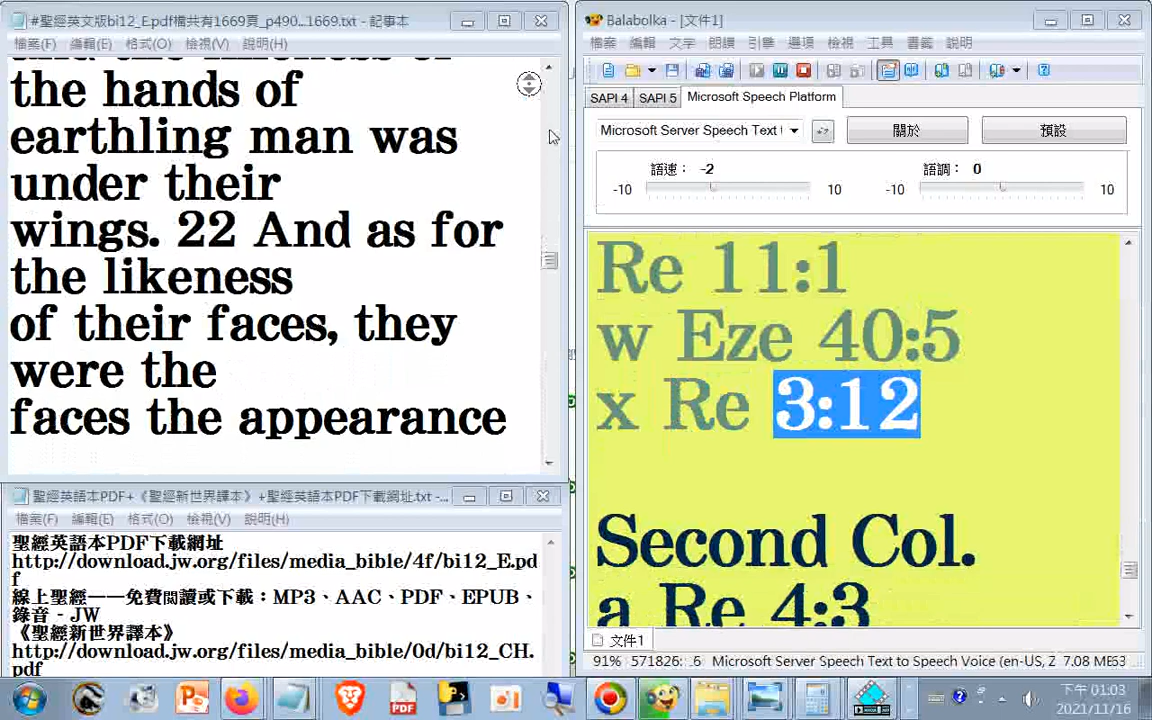 #聖經英文版bi12_E.pdf檔共有1669頁_p490...1669.txt - 記事本
檔案(F) 編輯(E) 格式(O) 檢視(V) 說明(H)
the hands of
earthling man was
under their
wings. 22 And as for
the likeness
of their faces, they
were the
faces the appearance
聖經英語本PDF+《聖經新世界譯本》+聖經英語本PDF下載網址.txt -...
檔案(F) 編輯(E) 格式(O) 檢視(V) 說明(H)
聖經英語本PDF下載網址
http://download.jw.org/files/media_bible/4f/bi12_E.pd
f
線上聖經——免費閱讀或下載：MP3、AAC、PDF、EPUB、
錄音 - JW
《聖經新世界譯本》
http://download.jw.org/files/media_bible/0d/bi12_CH.
pdf
Balabolka - [文件1]
檔案 編輯 文字 朗讀 引擎 選項 檢視 工具 書籤 說明
SAPI 4 SAPI 5 Microsoft Speech Platform
Microsoft Server Speech Text 關於 預設
語速： -2 語調： 0
-10 10 -10 10
Re 11:1
w Eze 40:5
x Re 3:12
Second Col.
a Re 4:3
文件1
91% 571826: .6 Microsoft Server Speech Text to Speech Voice (en-US, Z 7.08 ME
下午 01:03
2021/11/16